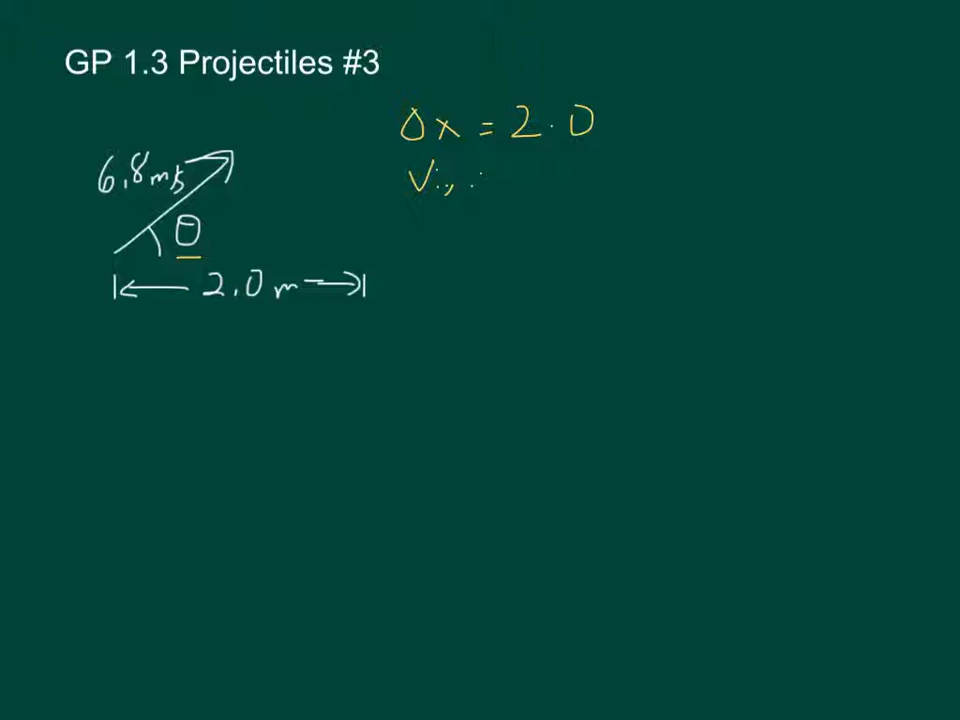 GP 1.3 Projectiles #3
Δx = 2.0
6.8 m/s
θ
2.0 m